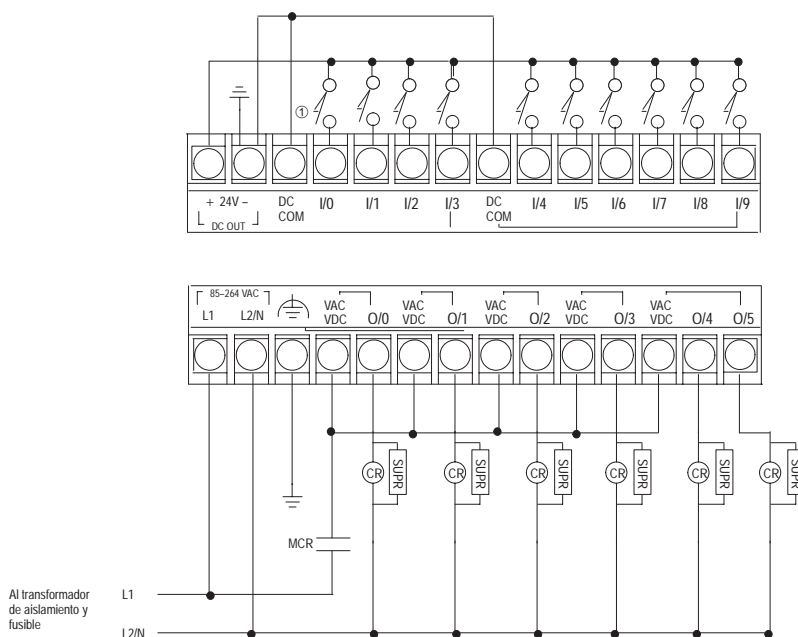 ①
+ 24V –
DC OUT
DC
COM
I/0
I/1
I/2
I/3
DC
COM
I/4
I/5
I/6
I/7
I/8
I/9
85–264 VAC
L1
L2/N
VAC
VDC
O/0
VAC
VDC
O/1
VAC
VDC
O/2
VAC
VDC
O/3
VAC
VDC
O/4
O/5
CR
SUPR
CR
SUPR
CR
SUPR
CR
SUPR
CR
SUPR
CR
SUPR
MCR
Al transformador
de aislamiento y
fusible
L1
L2/N